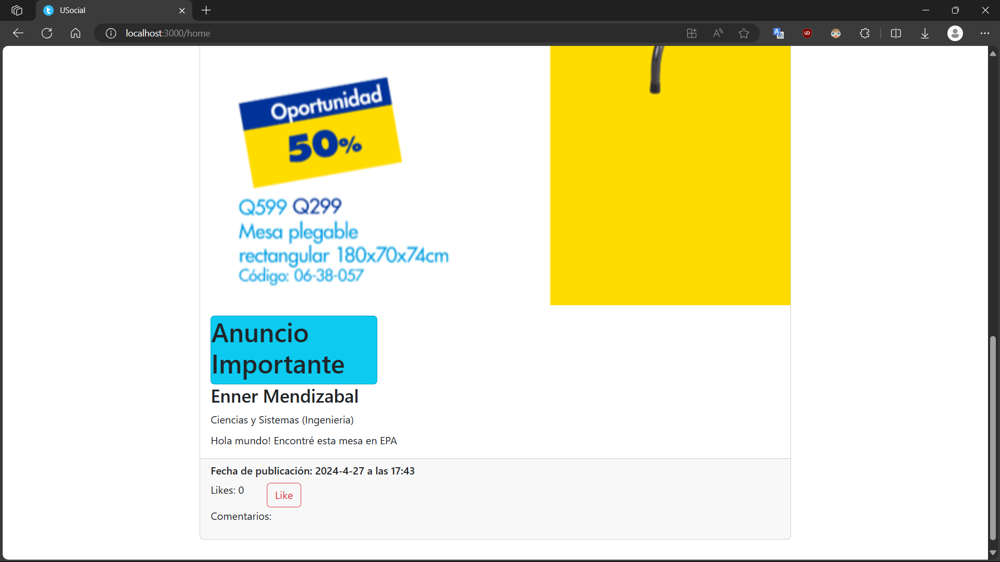 USocial
localhost:3000/home
Oportunidad
50%
Q599 Q299
Mesa plegable
rectangular 180x70x74cm
Código: 06-38-057
Anuncio
Importante
Enner Mendizabal
Ciencias y Sistemas (Ingenieria)
Hola mundo! Encontré esta mesa en EPA
Fecha de publicación: 2024-4-27 a las 17:43
Likes: 0 Like
Comentarios: